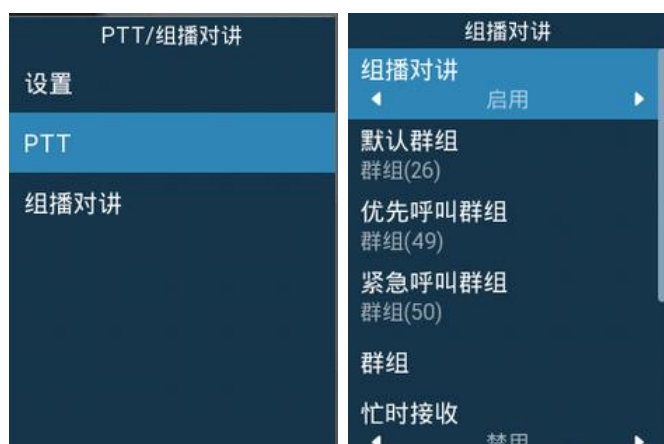 PTT/组播对讲
设置
PTT
组播对讲
组播对讲
组播对讲
启用
默认群组
群组(26)
优先呼叫群组
群组(49)
紧急呼叫群组
群组(50)
群组
忙时接收
禁用